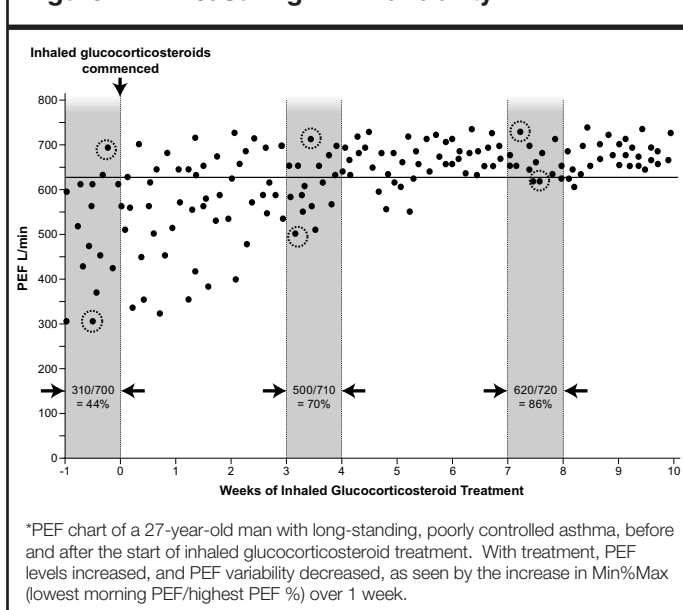 Inhaled glucocorticosteroids
commenced
800
700
600
500
400
300
200
100
0
PEF L/min
310/700
= 44%
500/710
= 70%
620/720
= 86%
-1 0 1 2 3 4 5 6 7 8 9 10
Weeks of Inhaled Glucocorticosteroid Treatment
*PEF chart of a 27-year-old man with long-standing, poorly controlled asthma, before
and after the start of inhaled glucocorticosteroid treatment. With treatment, PEF
levels increased, and PEF variability decreased, as seen by the increase in Min%Max
(lowest morning PEF/highest PEF %) over 1 week.